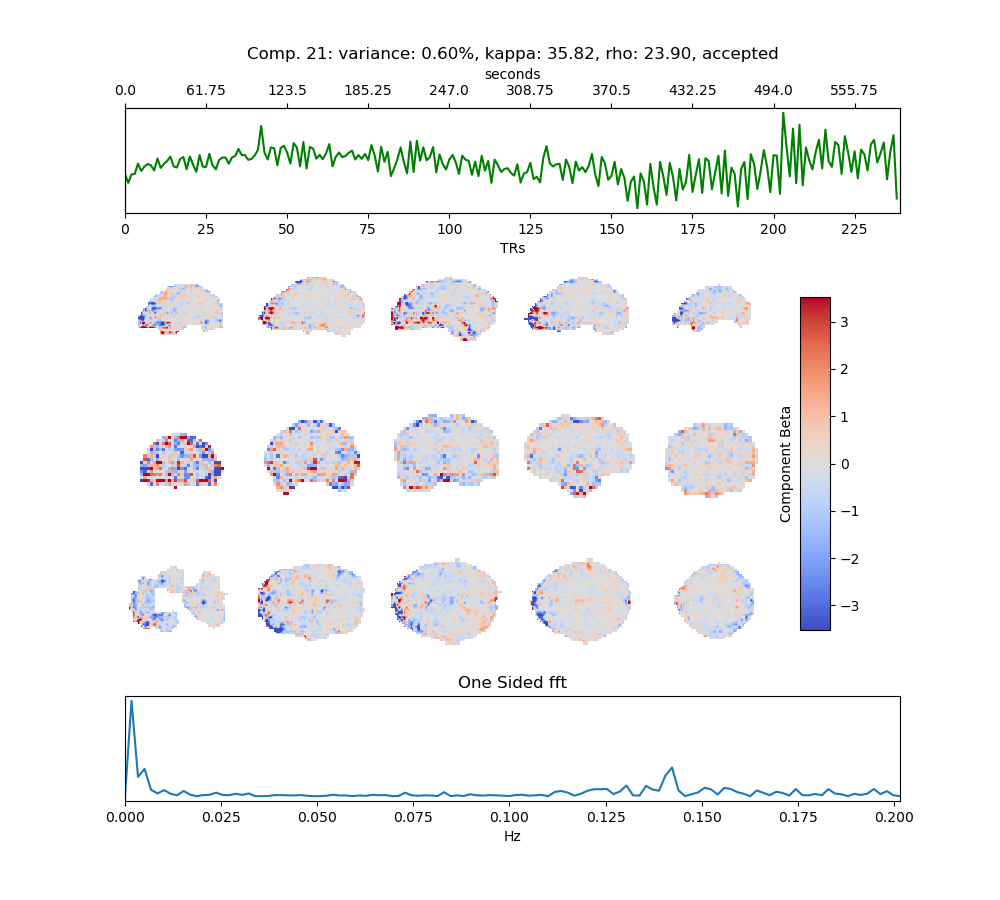 Comp. 21: variance: 0.60%, kappa: 35.82, rho: 23.90, accepted
seconds
0.0 61.75 123.5 185.25 247.0 308.75 370.5 432.25 494.0 555.75
0 25 50 75 100 125 150 175 200 225
TRs
3
2
1
0
−1
−2
−3
Component Beta
One Sided fft
0.000 0.025 0.050 0.075 0.100 0.125 0.150 0.175 0.200
Hz